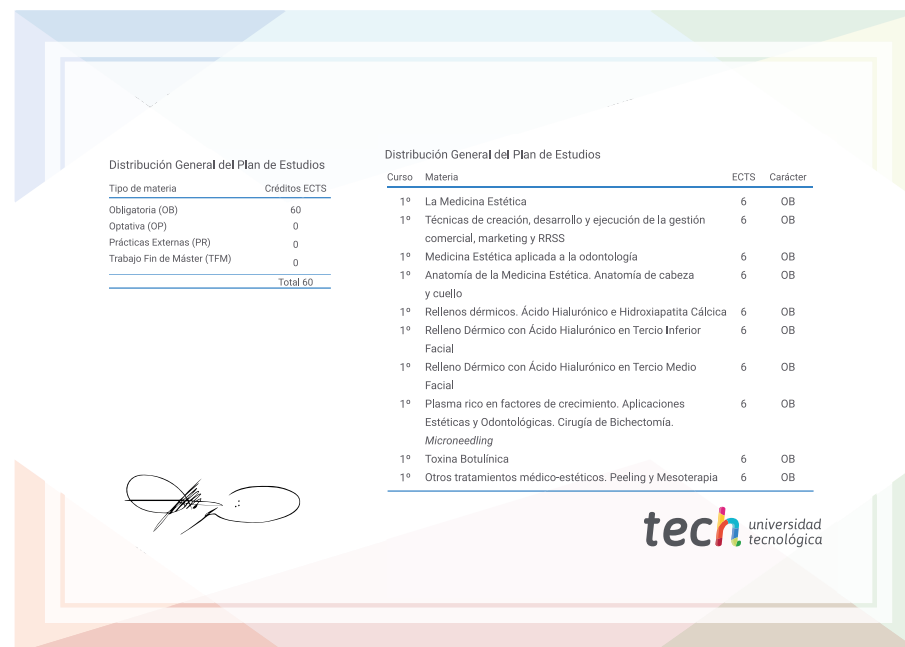 Distribución General del Plan de Estudios
Tipo de materia Créditos ECTS
Obligatoria (OB) 60
Optativa (OP) 0
Prácticas Externas (PR) 0
Trabajo Fin de Máster (TFM) 0
Total 60
Distribución General del Plan de Estudios
Curso Materia ECTS Carácter
1º La Medicina Estética 6 OB
1º Técnicas de creación, desarrollo y ejecución de la gestión 6 OB
comercial, marketing y RRSS
1º Medicina Estética aplicada a la odontología 6 OB
1º Anatomía de la Medicina Estética. Anatomía de cabeza 6 OB
y cuello
1º Rellenos dérmicos. Ácido Hialurónico e Hidroxiapatita Cálcica 6 OB
1º Relleno Dérmico con Ácido Hialurónico en Tercio Inferior 6 OB
Facial
1º Relleno Dérmico con Ácido Hialurónico en Tercio Medio 6 OB
Facial
1º Plasma rico en factores de crecimiento. Aplicaciones 6 OB
Estéticas y Odontológicas. Cirugía de Bichectomía.
Microneedling
1º Toxina Botulínica 6 OB
1º Otros tratamientos médico-estéticos. Peeling y Mesoterapia 6 OB
tech universidad
tecnológica